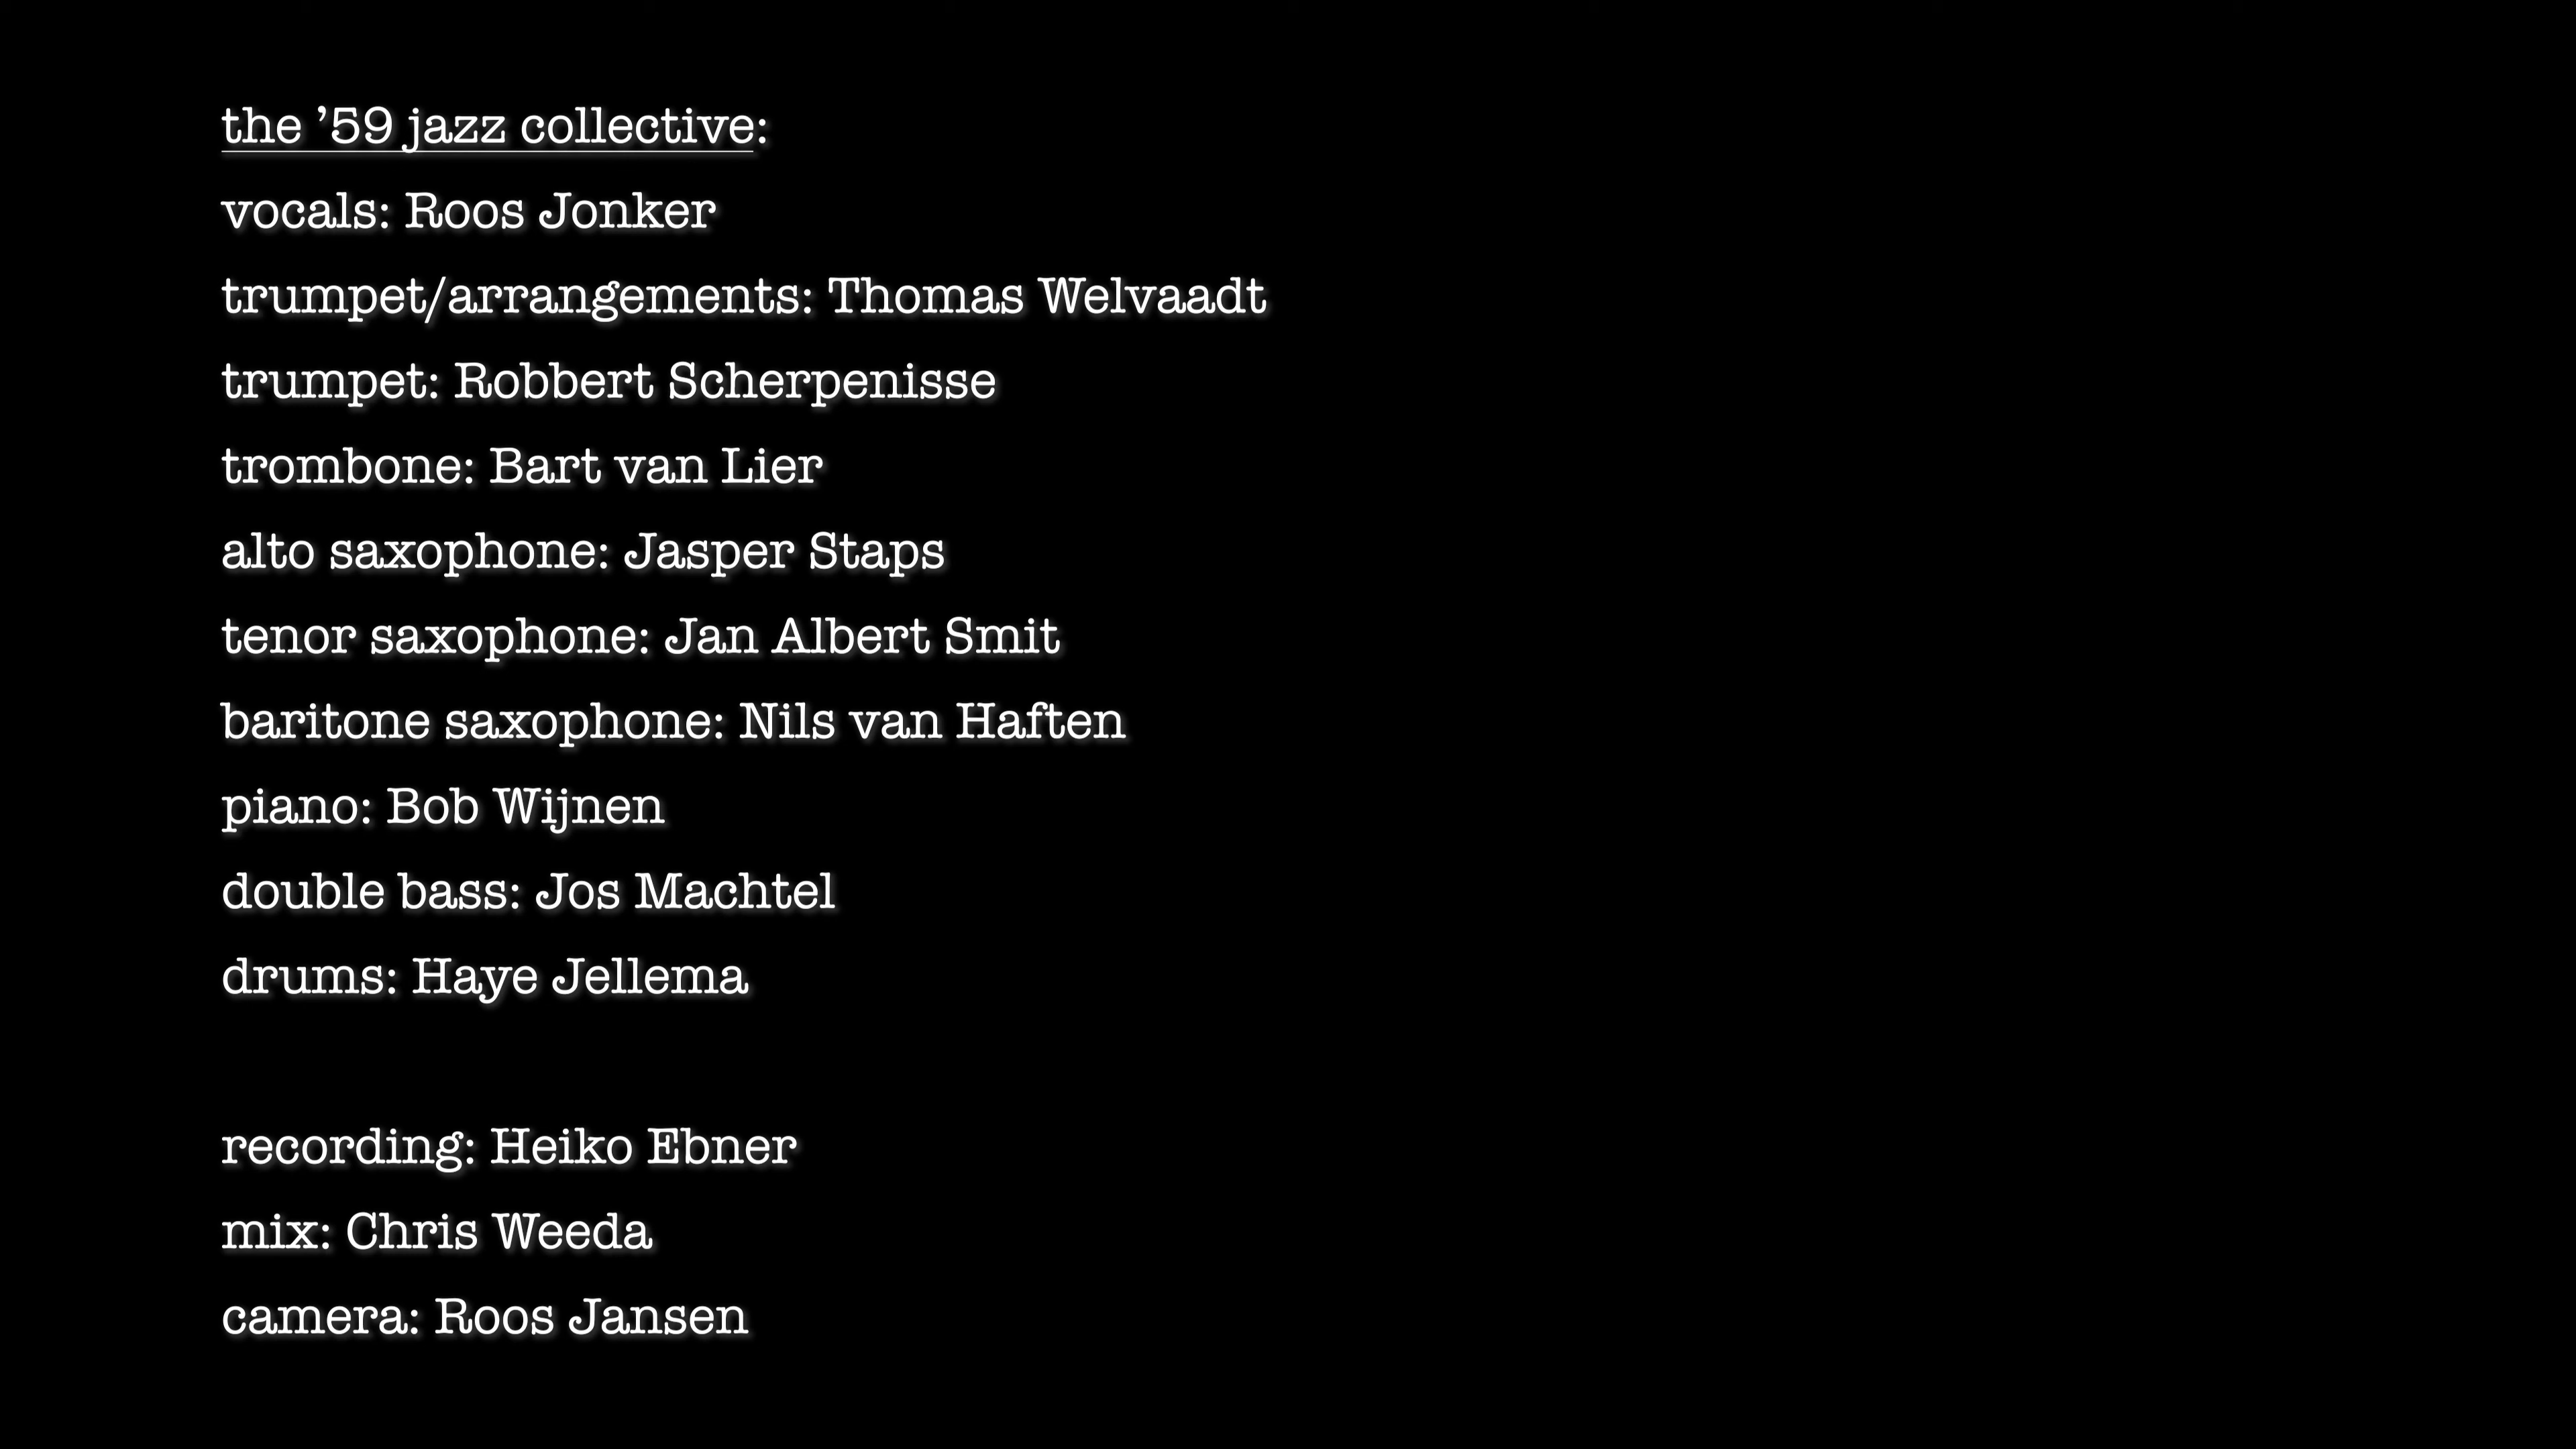 the ’59 jazz collective:
vocals: Roos Jonker
trumpet/arrangements: Thomas Welvaadt
trumpet: Robbert Scherpenisse
trombone: Bart van Lier
alto saxophone: Jasper Staps
tenor saxophone: Jan Albert Smit
baritone saxophone: Nils van Haften
piano: Bob Wijnen
double bass: Jos Machtel
drums: Haye Jellema
recording: Heiko Ebner
mix: Chris Weeda
camera: Roos Jansen